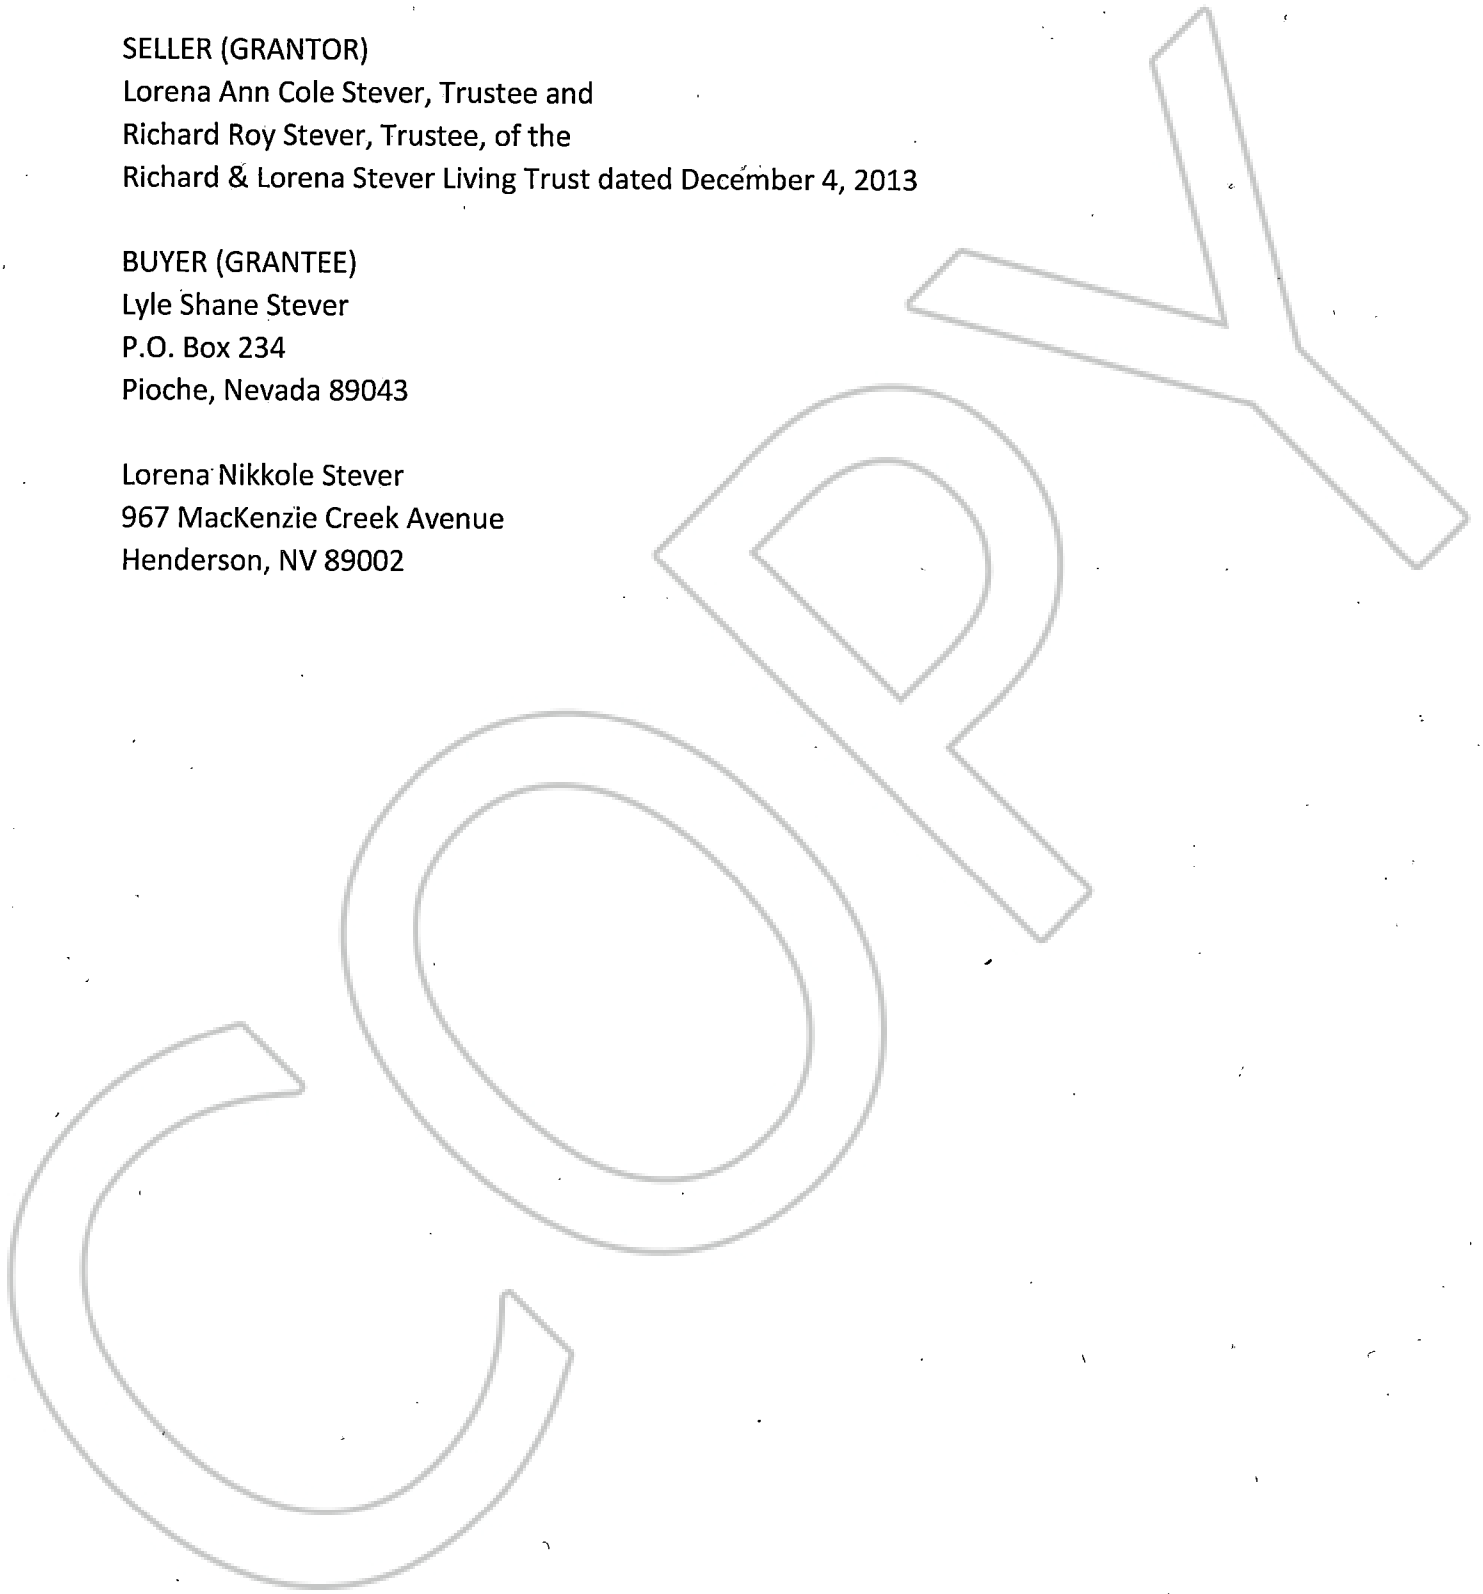 SELLER (GRANTOR)
Lorena Ann Cole Stever, Trustee and
Richard Roy Stever, Trustee, of the
Richard & Lorena Stever Living Trust dated December 4, 2013
BUYER (GRANTEE)
Lyle Shane Stever
P.O. Box 234
Pioche, Nevada 89043
Lorena Nikkole Stever
967 MacKenzie Creek Avenue
Henderson, NV 89002
COPY